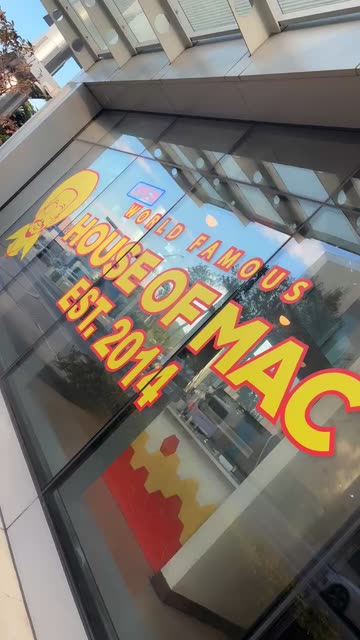 WORLD FAMOUS
HOUSE OF MAC
EST. 2014